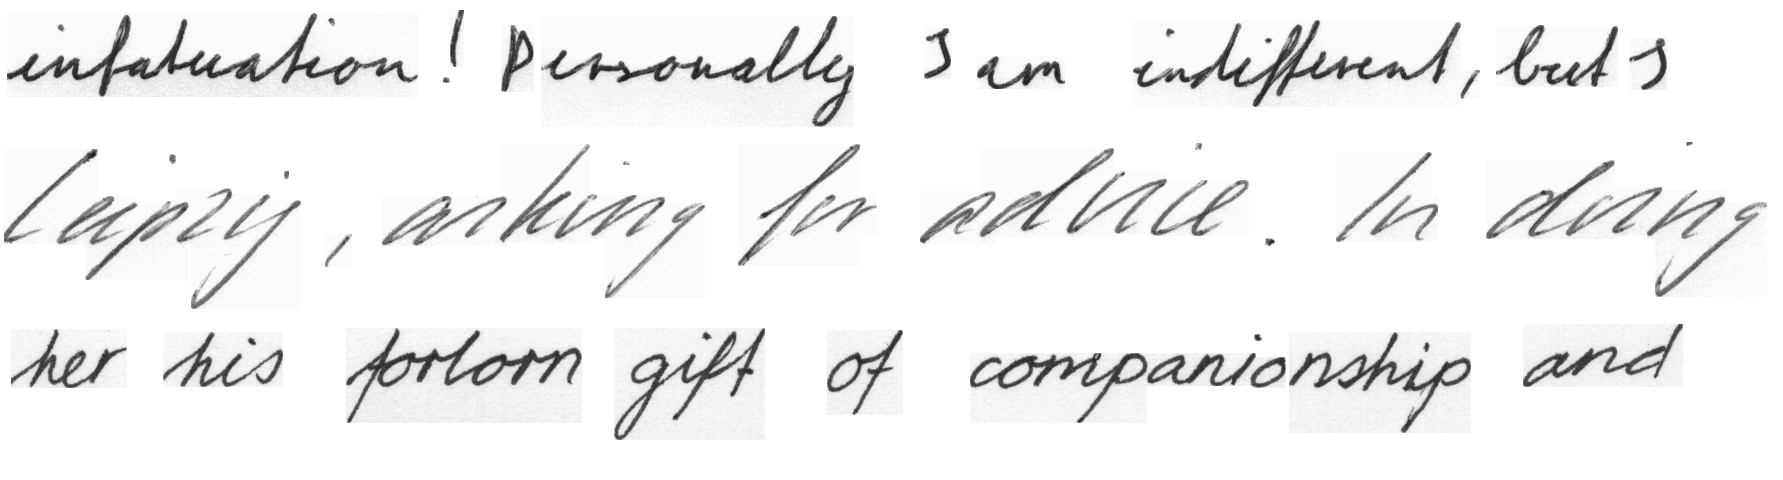 infatuation! Personally I am indifferent, but I
Leipzig, asking for advice. In doing
her his forlorn gift of companionship and